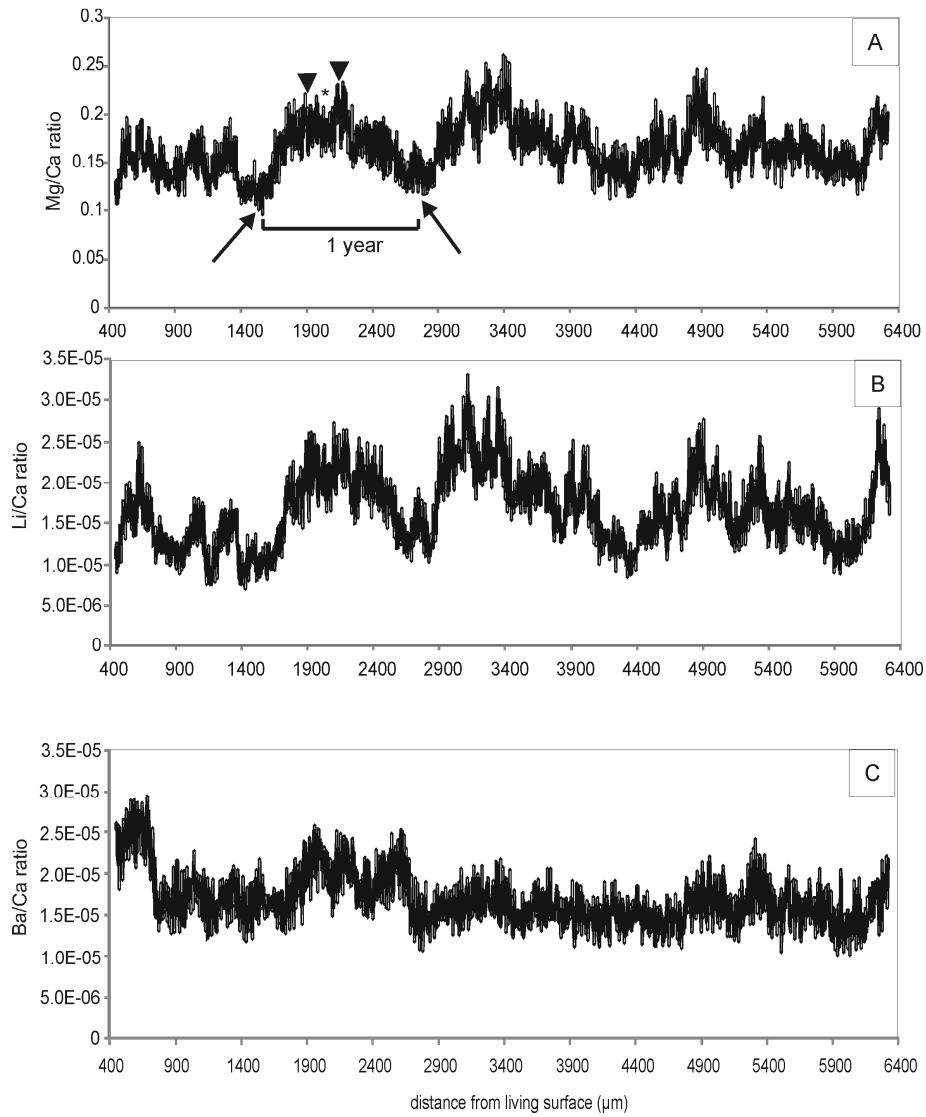 A
Mg/Ca ratio
0.3
0.25
0.2
0.15
0.1
0.05
0
*
1 year
400 900 1400 1900 2400 2900 3400 3900 4400 4900 5400 5900 6400
B
Li/Ca ratio
3.5E-05
3.0E-05
2.5E-05
2.0E-05
1.5E-05
1.0E-05
5.0E-06
0
400 900 1400 1900 2400 2900 3400 3900 4400 4900 5400 5900 6400
C
Ba/Ca ratio
3.5E-05
3.0E-05
2.5E-05
2.0E-05
1.5E-05
1.0E-05
5.0E-06
0
400 900 1400 1900 2400 2900 3400 3900 4400 4900 5400 5900 6400
distance from living surface (µm)